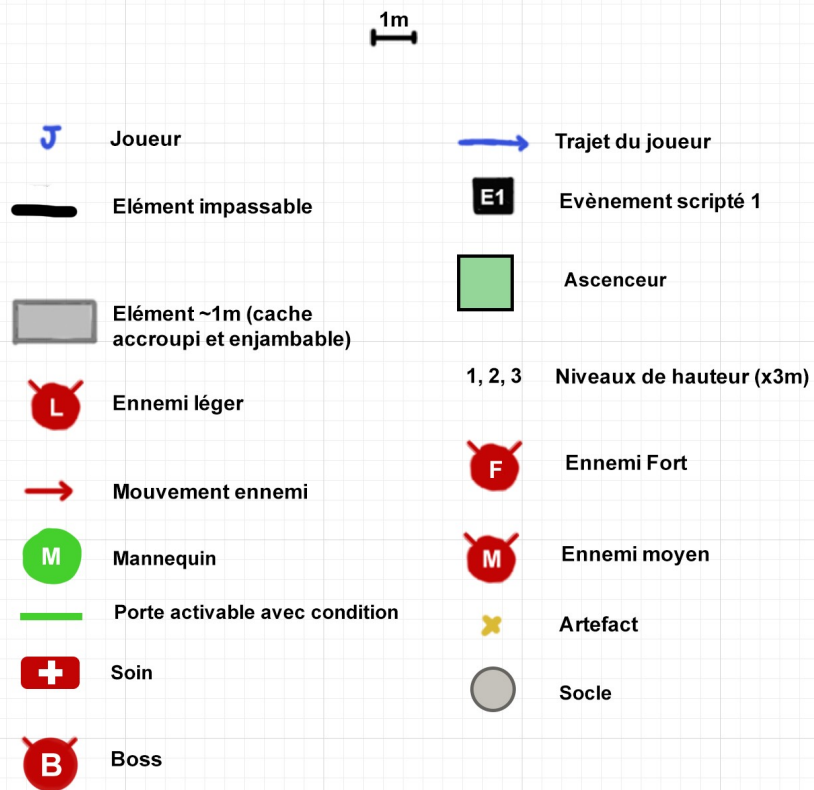 1m
J
Joueur
Elément impassable
Elément ~1m (cache
accroupi et enjambable)
L
Ennemi léger
Mouvement ennemi
M
Mannequin
Porte activable avec condition
Soin
B
Boss
Trajet du joueur
E1
Evènement scripté 1
Ascenceur
1, 2, 3
Niveaux de hauteur (x3m)
F
Ennemi Fort
M
Ennemi moyen
Artefact
Socle